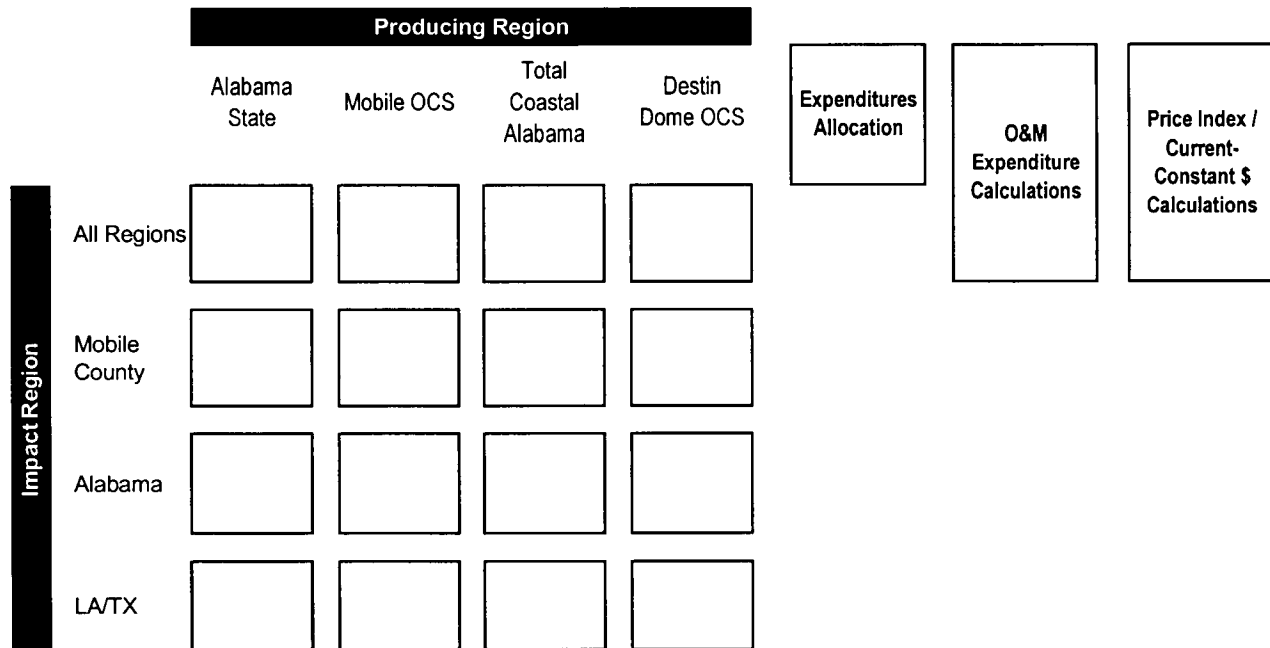 Producing Region
Alabama
State
Mobile OCS
Total
Coastal
Alabama
Destin
Dome OCS
Expenditures
Allocation
O&M
Expenditure
Calculations
Price Index /
Current-
Constant $
Calculations
Impact Region
All Regions
Mobile
County
Alabama
LA/TX